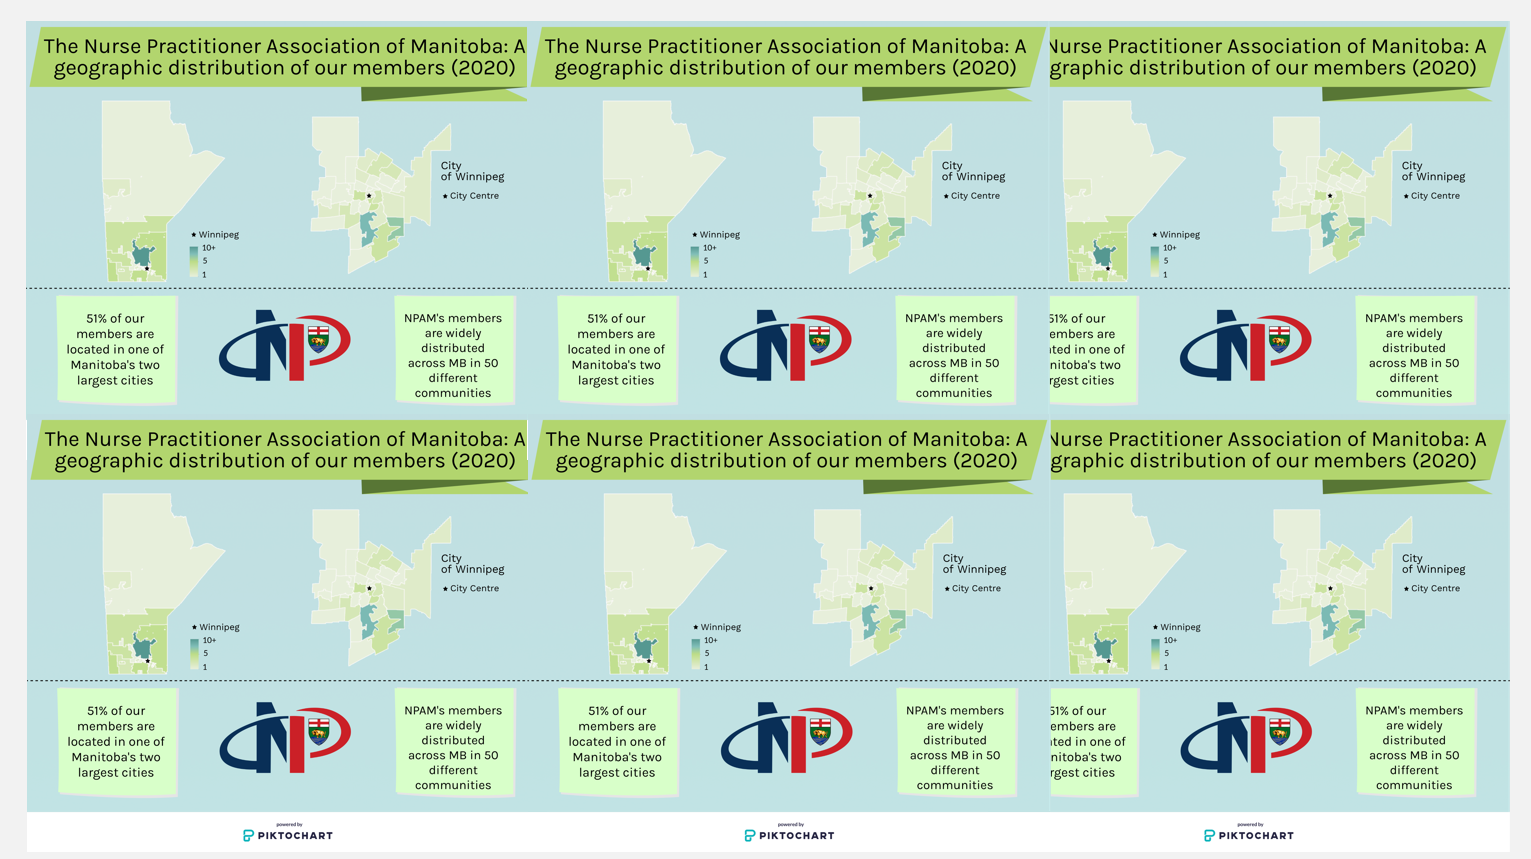 The Nurse Practitioner Association of Manitoba: A
geographic distribution of our members (2020)
City
of Winnipeg
★ City Centre
★ Winnipeg
10+
5
1
51% of our
members are
located in one of
Manitoba's two
largest cities
NPAM's members
are widely
distributed
across MB in 50
different
communities
The Nurse Practitioner Association of Manitoba: A
geographic distribution of our members (2020)
City
of Winnipeg
★ City Centre
★ Winnipeg
10+
5
1
51% of our
members are
located in one of
Manitoba's two
largest cities
NPAM's members
are widely
distributed
across MB in 50
different
communities
Nurse Practitioner Association of Manitoba: A
graphic distribution of our members (2020)
City
of Winnipeg
★ City Centre
★ Winnipeg
10+
5
1
51% of our
embers are
ated in one of
nitoba's two
rgest cities
NPAM's members
are widely
distributed
across MB in 50
different
communities
The Nurse Practitioner Association of Manitoba: A
geographic distribution of our members (2020)
City
of Winnipeg
★ City Centre
★ Winnipeg
10+
5
1
51% of our
members are
located in one of
Manitoba's two
largest cities
NPAM's members
are widely
distributed
across MB in 50
different
communities
The Nurse Practitioner Association of Manitoba: A
geographic distribution of our members (2020)
City
of Winnipeg
★ City Centre
★ Winnipeg
10+
5
1
51% of our
members are
located in one of
Manitoba's two
largest cities
NPAM's members
are widely
distributed
across MB in 50
different
communities
Nurse Practitioner Association of Manitoba: A
graphic distribution of our members (2020)
City
of Winnipeg
★ City Centre
★ Winnipeg
10+
5
1
51% of our
embers are
ated in one of
nitoba's two
rgest cities
NPAM's members
are widely
distributed
across MB in 50
different
communities
powered by
PIKTOCHART
powered by
PIKTOCHART
powered by
PIKTOCHART